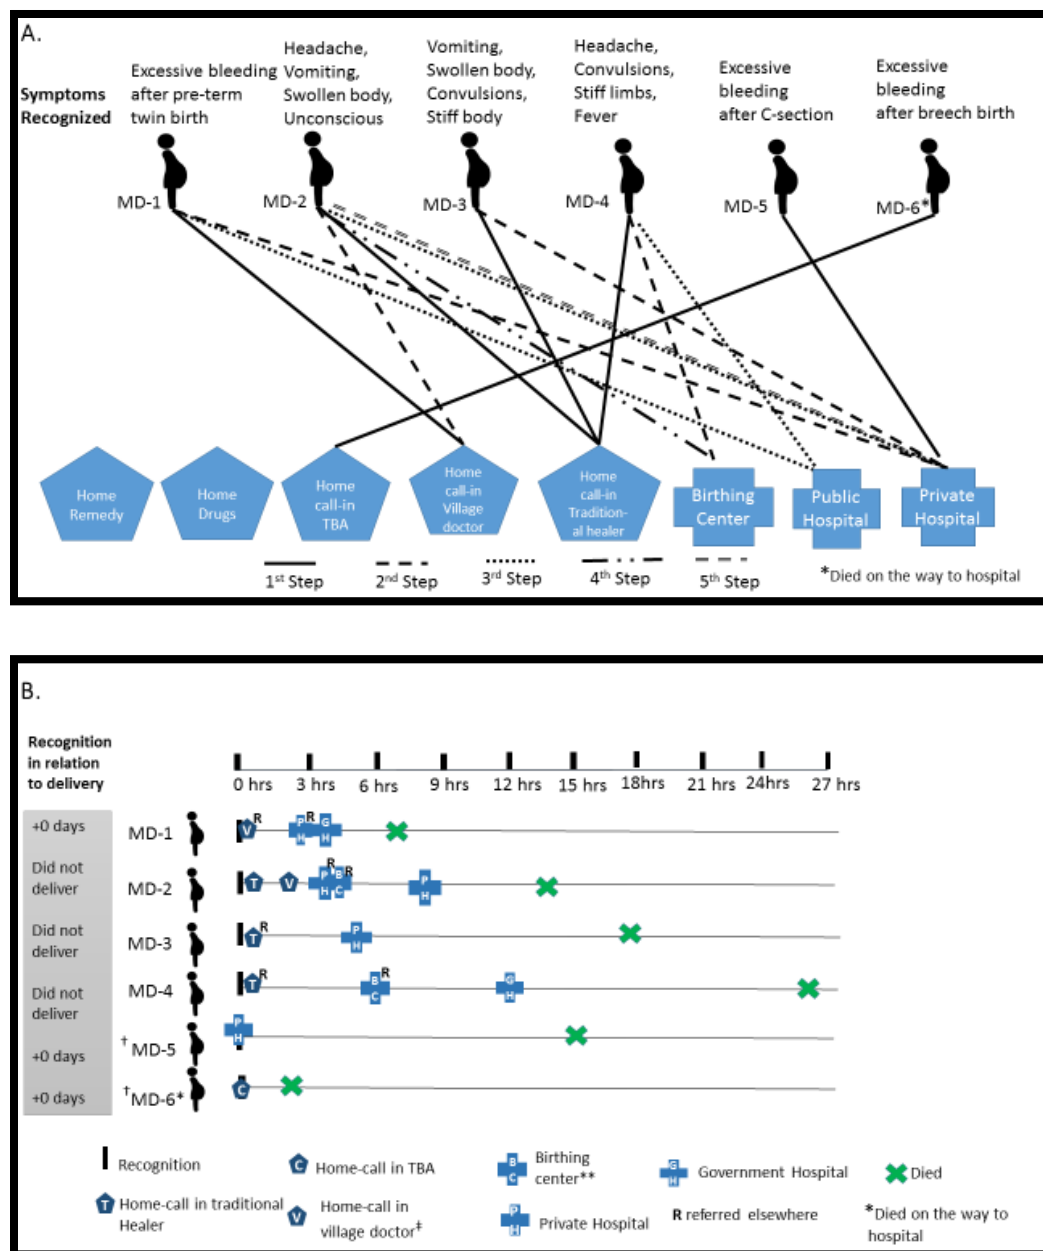 A.
Symptoms
Recognized
Excessive bleeding
after pre-term
twin birth
Headache,
Vomiting,
Swollen body,
Unconscious
Vomiting,
Swollen body,
Convulsions,
Stiff body
Headache,
Convulsions,
Stiff limbs,
Fever
Excessive
bleeding
after C-section
Excessive
bleeding
after breech birth
MD-1
MD-2
MD-3
MD-4
MD-5
MD-6*
Home
Remedy
Home
Drugs
Home
call-in
TBA
Home
call-in
Village
doctor
Home
call-in
Tradition-
al healer
Birthing
Center
Public
Hospital
Private
Hospital
1st Step
2nd Step
3rd Step
4th Step
5th Step
*Died on the way to hospital
B.
Recognition
in relation
to delivery
0 hrs
3 hrs
6 hrs
9 hrs
12 hrs
15 hrs
18hrs
21 hrs
24hrs
27 hrs
+0 days
MD-1
V
R
P
H
R
G
H
Did not
deliver
MD-2
T
V
P
H
R
B
C
R
P
H
Did not
deliver
MD-3
T
R
P
H
Did not
deliver
MD-4
T
R
B
C
R
G
H
+0 days
†MD-5
P
H
+0 days
†MD-6*
C
Recognition
C Home-call in TBA
B
C
Birthing
center**
G
H
Government Hospital
Died
T Home-call in traditional
Healer
V Home-call in
village doctor‡
P
H
Private Hospital
R referred elsewhere
*Died on the way to
hospital